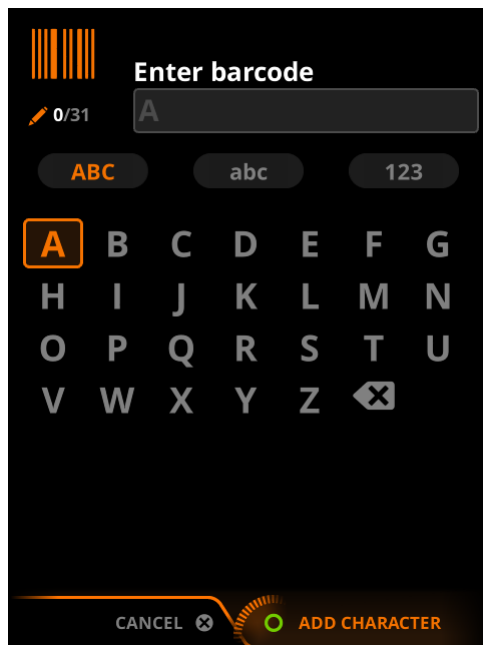 Enter barcode
0/31
A
ABC abc 123
A B C D E F G
H I J K L M N
O P Q R S T U
V W X Y Z
CANCEL ADD CHARACTER